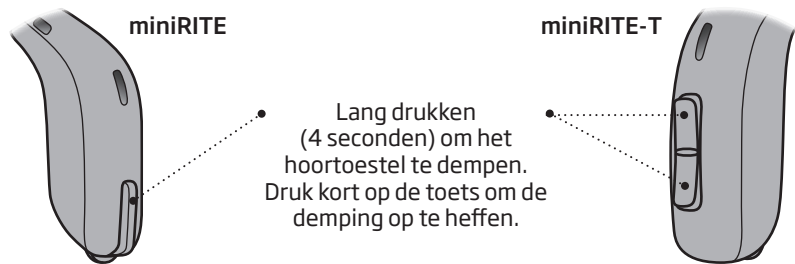 miniRITE
miniRITE-T
Lang drukken
(4 seconden) om het
hoortoestel te dempen.
Druk kort op de toets om de
demping op te heffen.